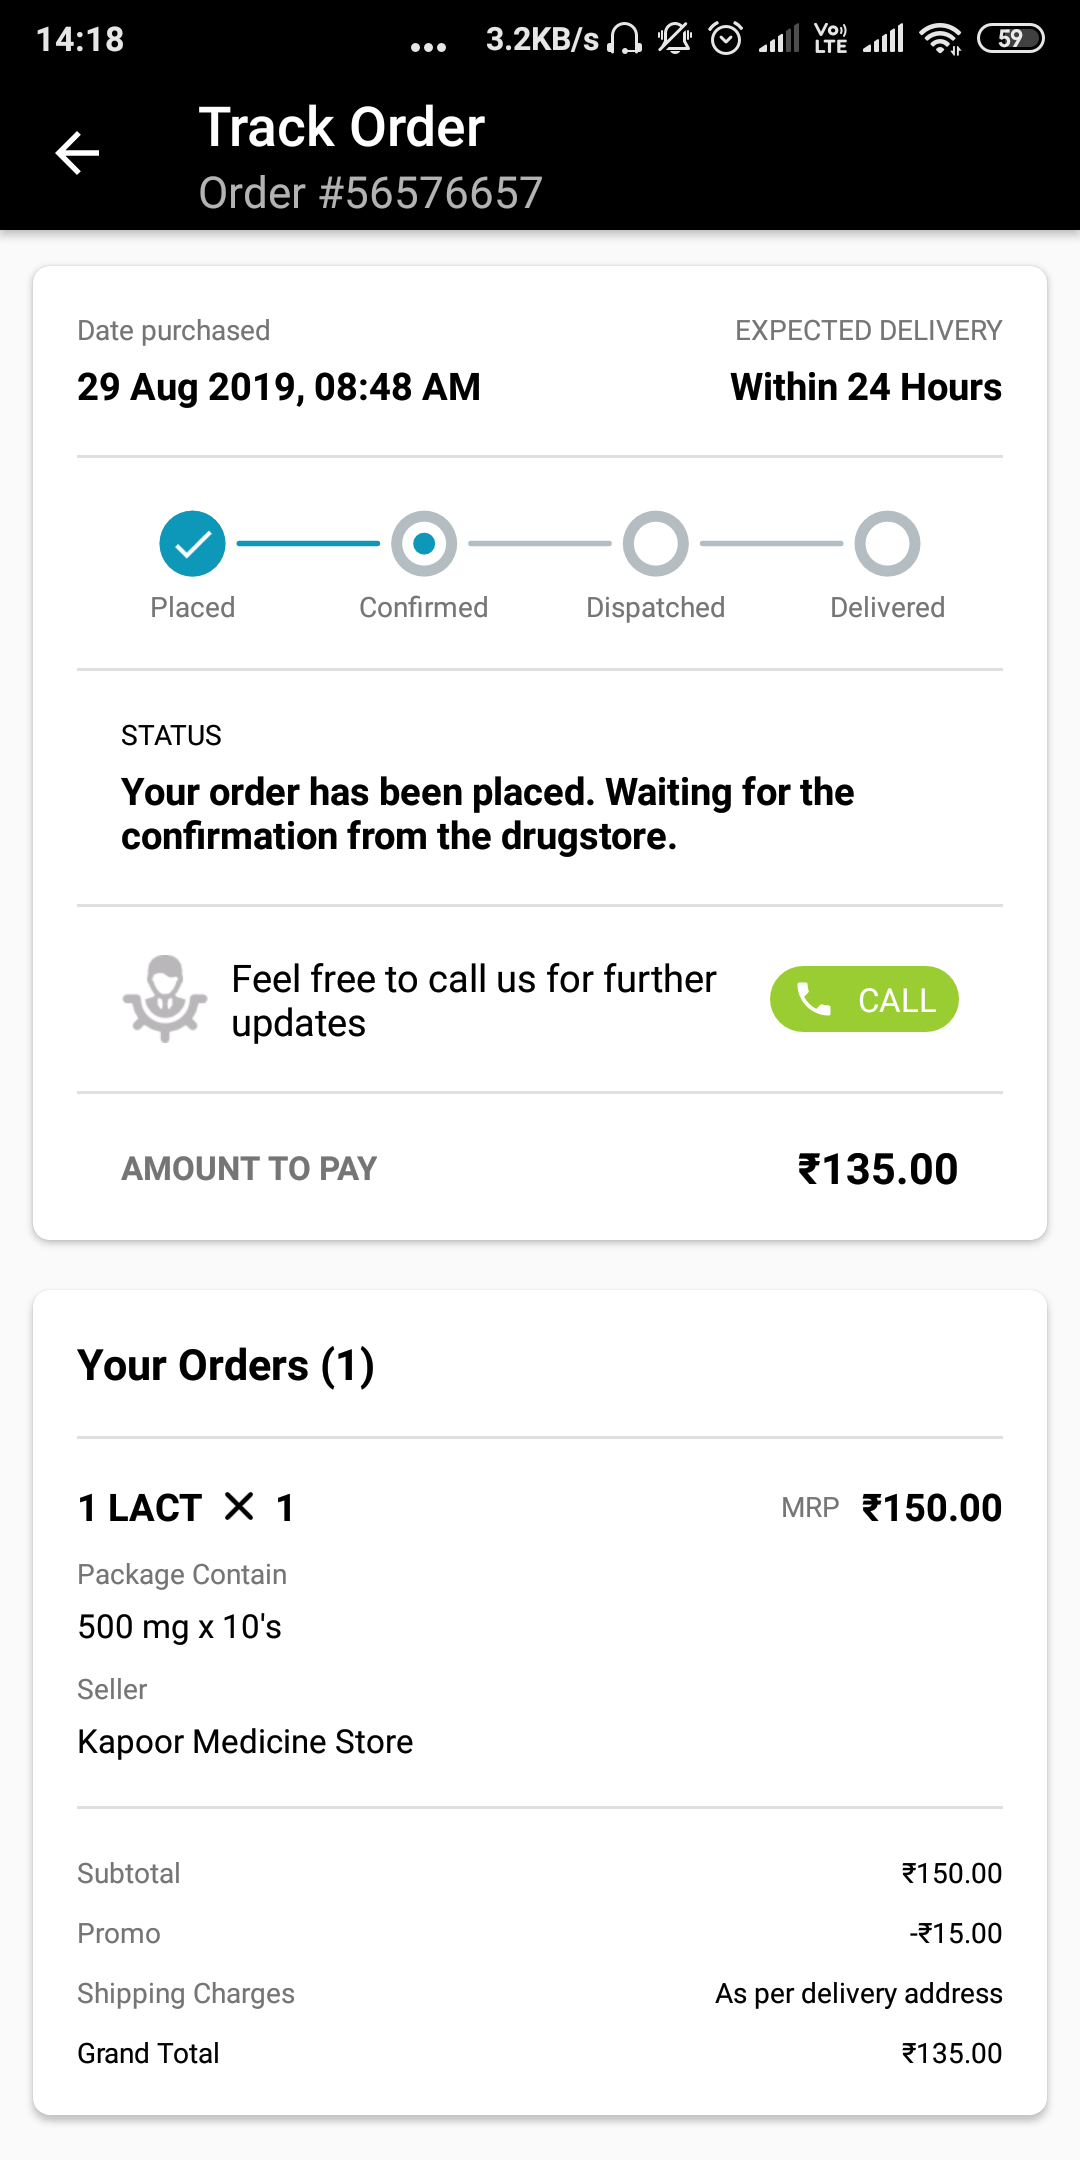 14:18 ... 3.2KB/s Vo)) LTE 59
Track Order
Order #56576657
Date purchased EXPECTED DELIVERY
29 Aug 2019, 08:48 AM Within 24 Hours
Placed Confirmed Dispatched Delivered
STATUS
Your order has been placed. Waiting for the
confirmation from the drugstore.
Feel free to call us for further
updates
CALL
AMOUNT TO PAY ₹135.00
Your Orders (1)
1 LACT ✕ 1 MRP ₹150.00
Package Contain
500 mg x 10's
Seller
Kapoor Medicine Store
Subtotal ₹150.00
Promo -₹15.00
Shipping Charges As per delivery address
Grand Total ₹135.00